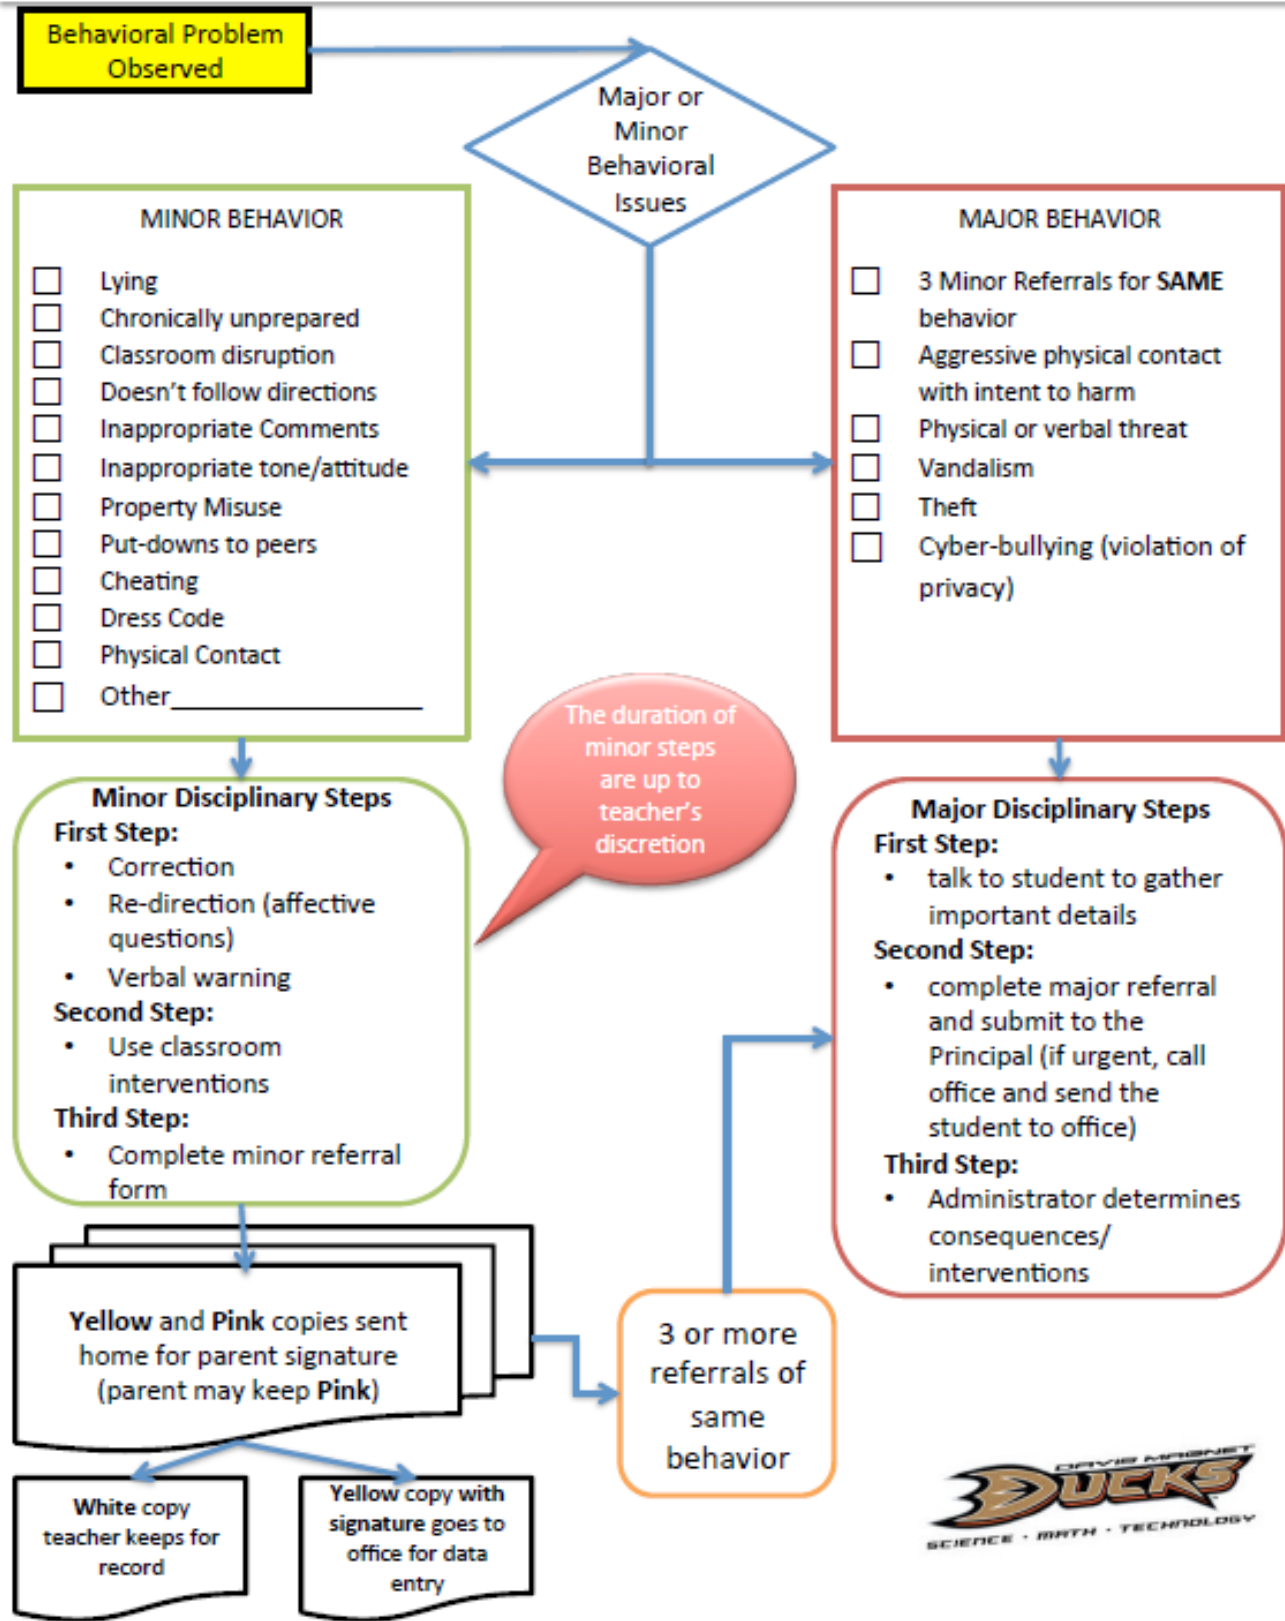 Behavioral Problem
Observed
Major or
Minor
Behavioral
Issues
MINOR BEHAVIOR
Lying
Chronically unprepared
Classroom disruption
Doesn't follow directions
Inappropriate Comments
Inappropriate tone/attitude
Property Misuse
Put-downs to peers
Cheating
Dress Code
Physical Contact
Other__________________
MAJOR BEHAVIOR
3 Minor Referrals for SAME
behavior
Aggressive physical contact
with intent to harm
Physical or verbal threat
Vandalism
Theft
Cyber-bullying (violation of
privacy)
The duration of
minor steps
are up to
teacher's
discretion
Minor Disciplinary Steps
First Step:
• Correction
• Re-direction (affective
questions)
• Verbal warning
Second Step:
• Use classroom
interventions
Third Step:
• Complete minor referral
form
Major Disciplinary Steps
First Step:
• talk to student to gather
important details
Second Step:
• complete major referral
and submit to the
Principal (if urgent, call
office and send the
student to office)
Third Step:
• Administrator determines
consequences/
interventions
Yellow and Pink copies sent
home for parent signature
(parent may keep Pink)
3 or more
referrals of
same
behavior
White copy
teacher keeps for
record
Yellow copy with
signature goes to
office for data
entry
DAVIS MAGNET
DUCKS
SCIENCE · MATH · TECHNOLOGY